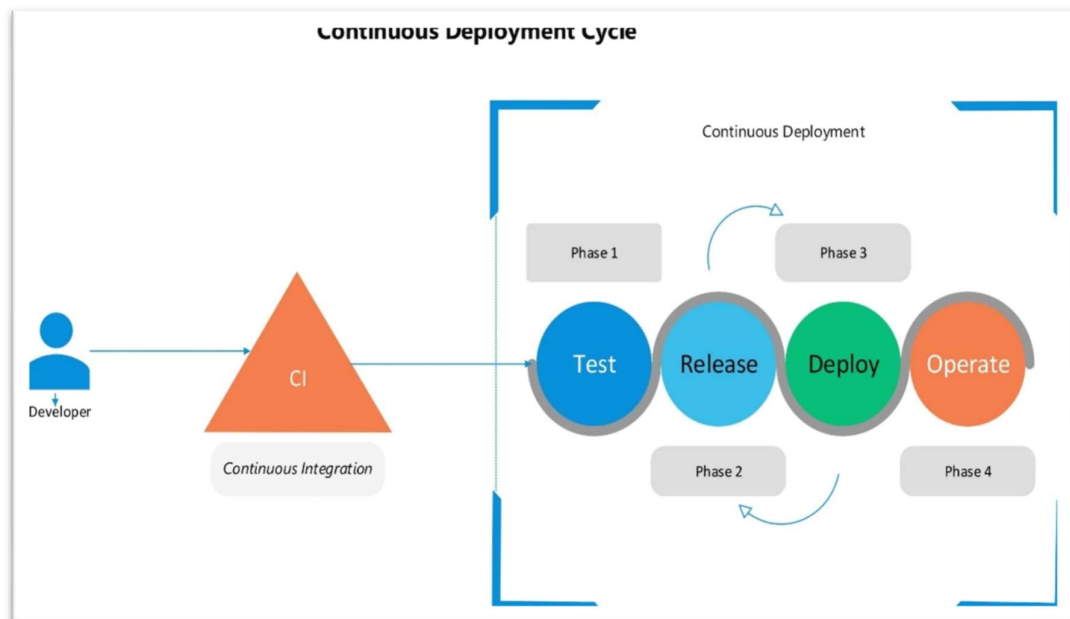 Continuous Deployment Cycle
Continuous Deployment
Phase 1
Phase 3
Test
Release
Deploy
Operate
CI
Developer
Continuous Integration
Phase 2
Phase 4